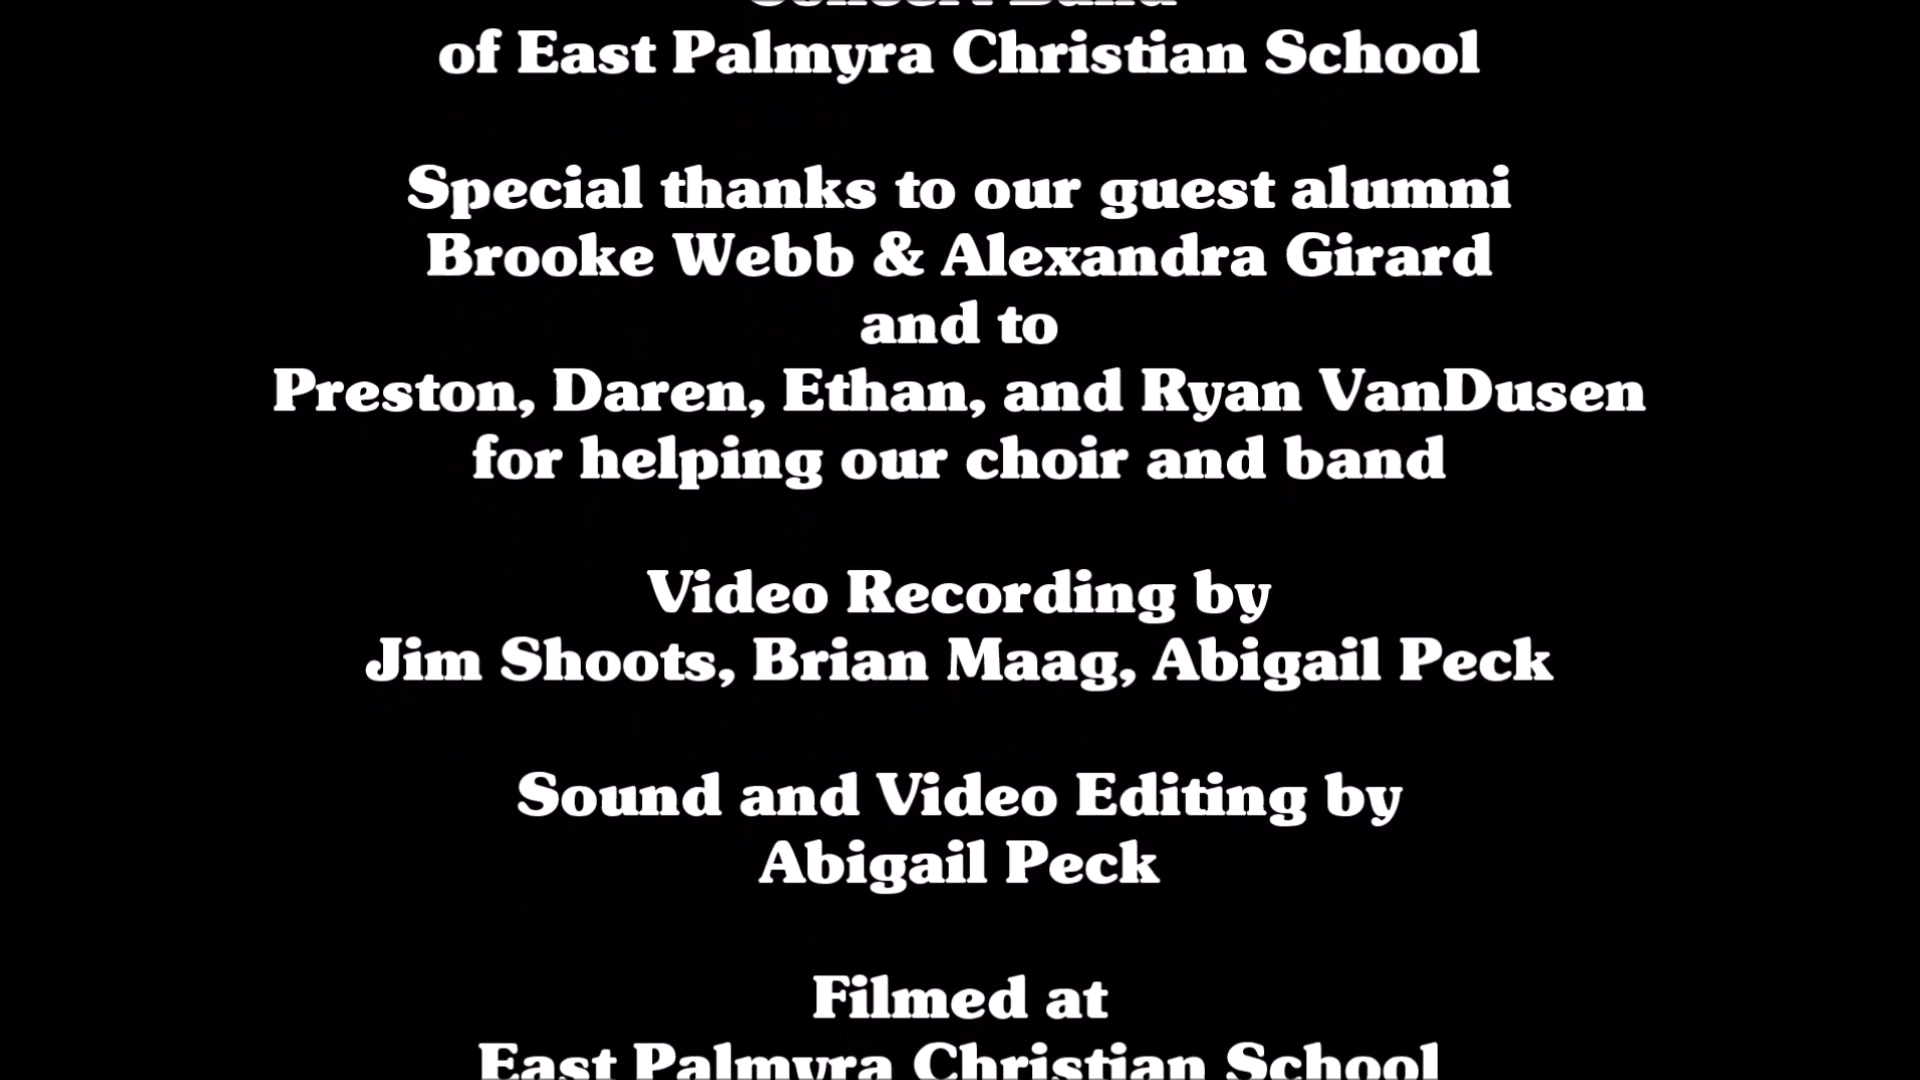 Concert Band
of East Palmyra Christian School
Special thanks to our guest alumni
Brooke Webb & Alexandra Girard
and to
Preston, Daren, Ethan, and Ryan VanDusen
for helping our choir and band
Video Recording by
Jim Shoots, Brian Maag, Abigail Peck
Sound and Video Editing by
Abigail Peck
Filmed at
East Palmyra Christian School